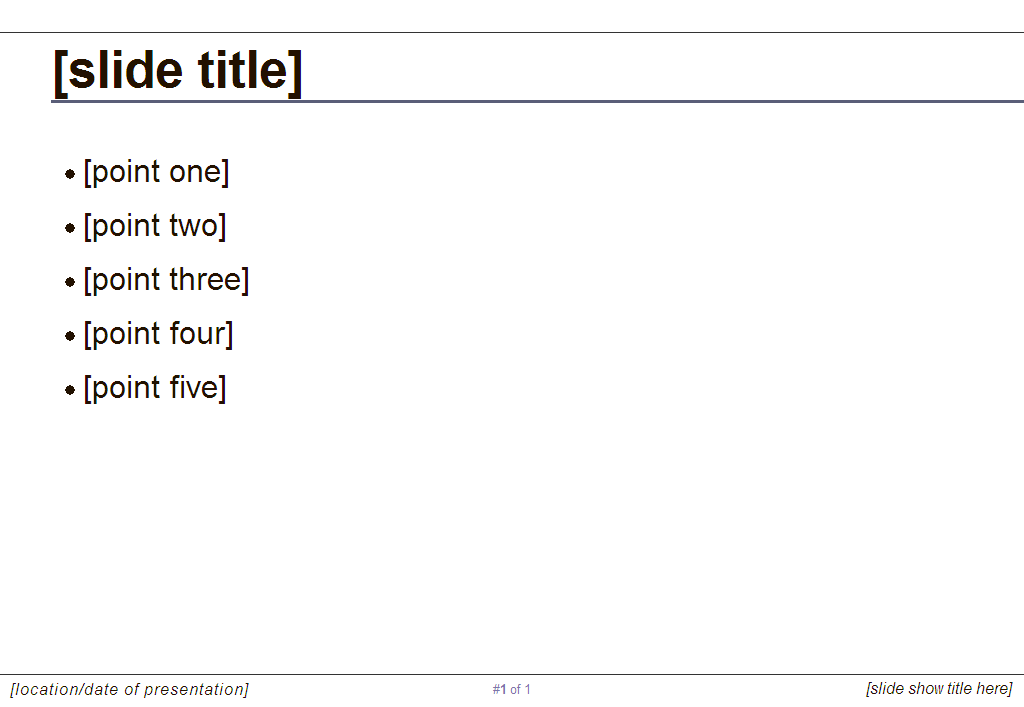 [slide title]
• [point one]
• [point two]
• [point three]
• [point four]
• [point five]
[location/date of presentation]
#1 of 1
[slide show title here]